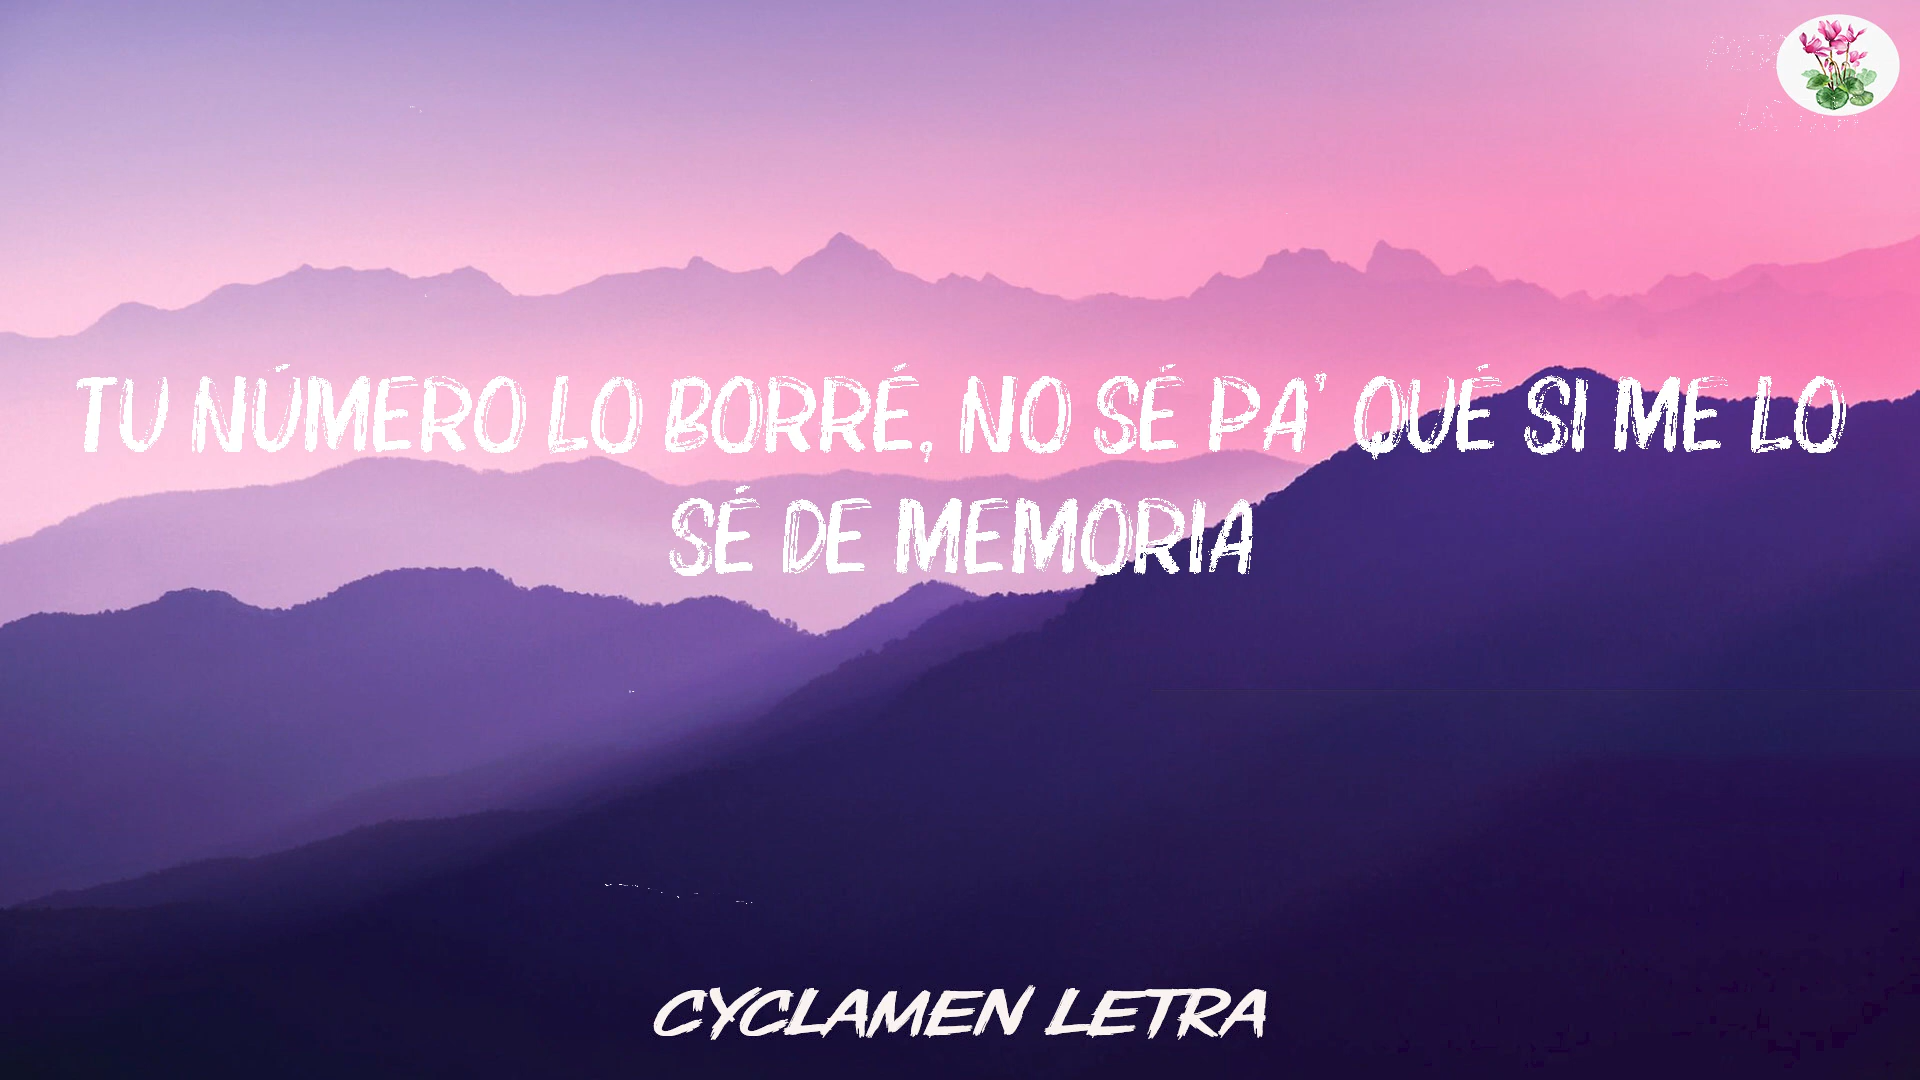 TU NÚMERO LO BORRÉ, NO SÉ PA' QUÉ SI ME LO
SÉ DE MEMORIA
CYCLAMEN LETRA